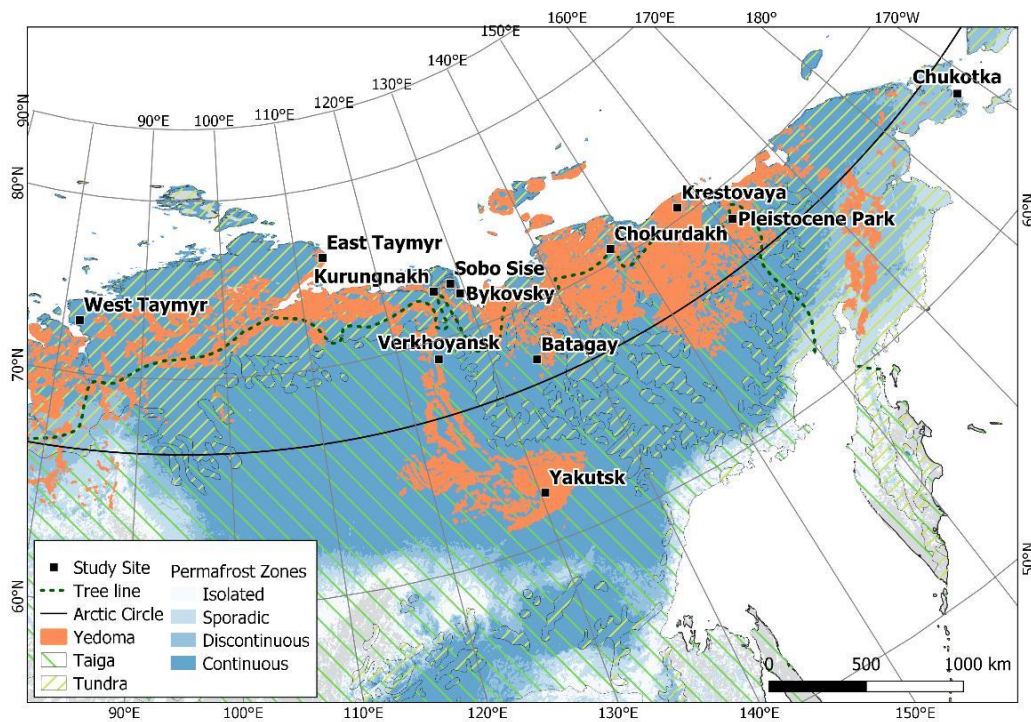 160°E
170°E
180°
170°W
150°E
140°E
130°E
120°E
110°E
100°E
90°E
90°N
80°N
70°N
60°N
60°N
50°N
Chukotka
Krestovaya
Pleistocene Park
Chokurdakh
East Taymyr
Kurungnakh
Sobo Sise
Bykovsky
West Taymyr
Verkhoyansk
Batagay
Yakutsk
Study Site
Tree line
Arctic Circle
Yedoma
Taiga
Tundra
Permafrost Zones
Isolated
Sporadic
Discontinuous
Continuous
0 500 1000 km
90°E
100°E
110°E
120°E
130°E
140°E
150°E